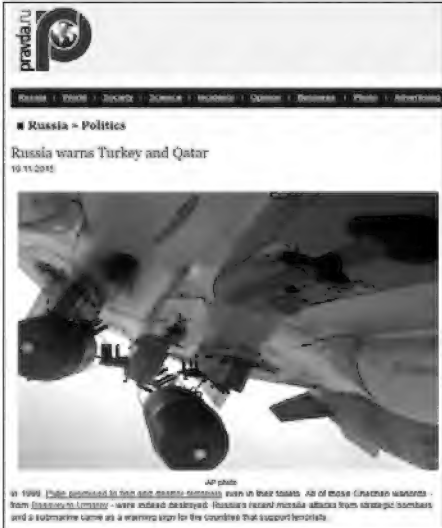 pravda.ru
Russia | World | Society | Science | Incidents | Opinion | Business | Photo | Advertising
■ Russia » Politics
Russia warns Turkey and Qatar
19.11.2015
AP photo
In 1999, Putin promised to find and destroy terrorists even in their toilets. All of those Chechen warlords -
from Basayev to Umarov - were indeed destroyed. Russia's recent missile attacks from strategic bombers
and a submarine came as a warning sign for the countries that support terrorists.